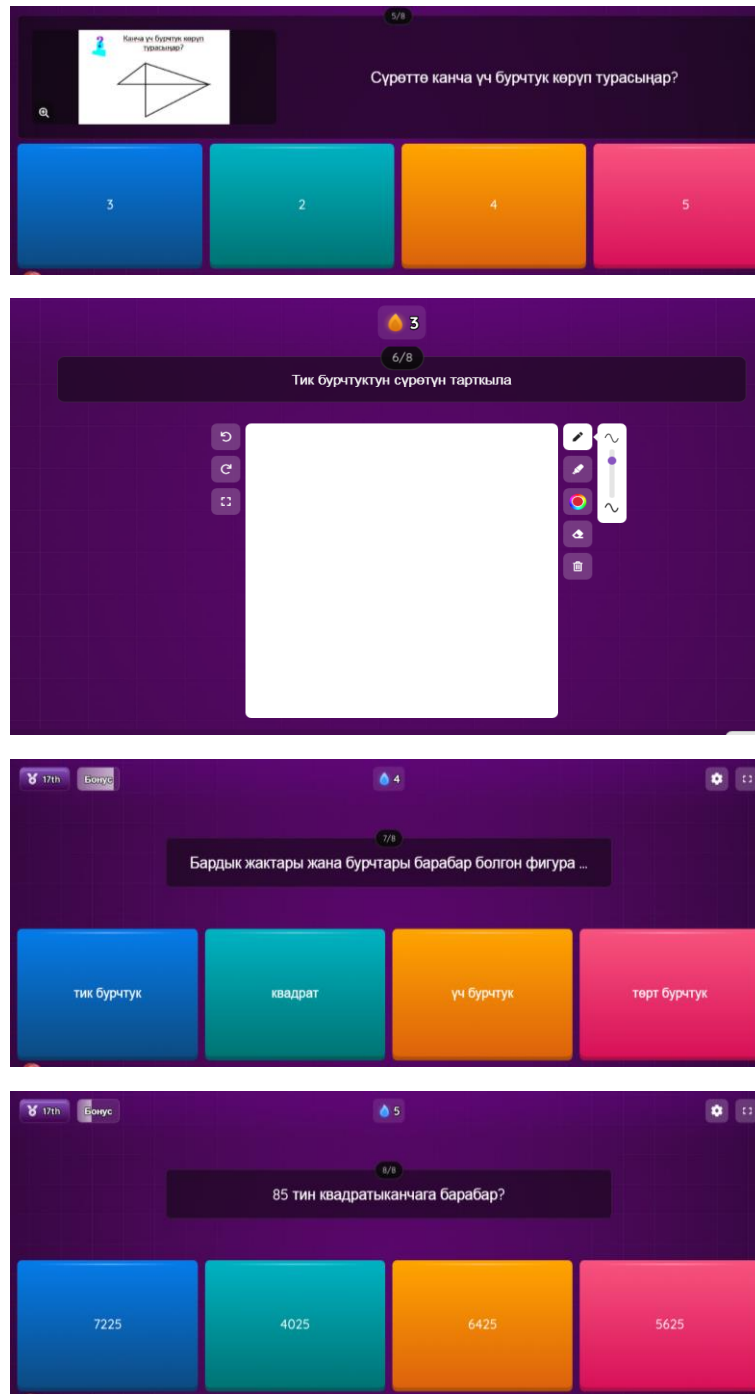 5/8
Канча үч бурчтук көрүп
турасыңар?
Сүрөттө канча үч бурчтук көрүп турасыңар?
3
2
4
5
3
6/8
Тик бурчтуктун сүрөтүн тарткыла
17th
Бонус
4
7/8
Бардык жактары жана бурчтары барабар болгон фигура ...
тик бурчтук
квадрат
үч бурчтук
төрт бурчтук
17th
Бонус
5
8/8
85 тин квадратыканчага барабар?
7225
4025
6425
5625